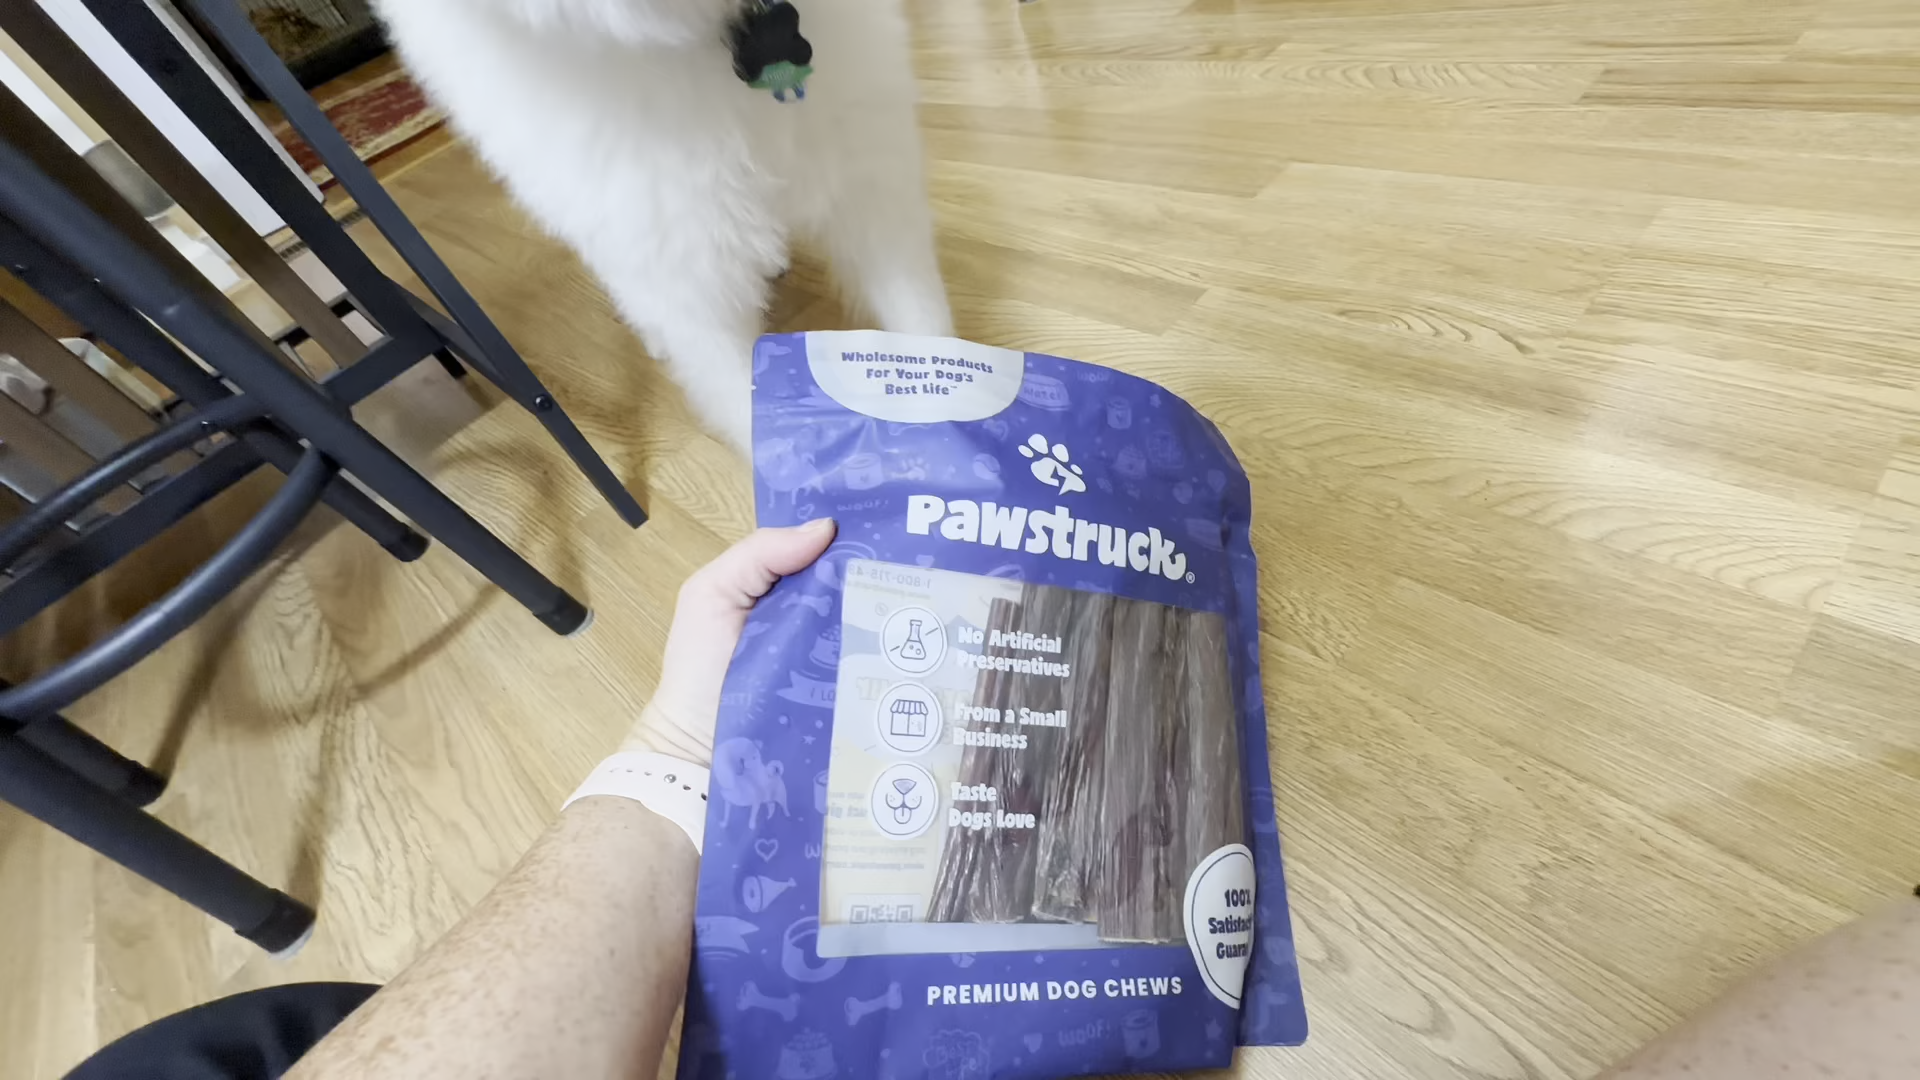 Wholesome Products
For Your Dog's
Best Life™
Pawstruck®
No Artificial
Preservatives
From a Small
Business
Taste
Dogs Love
100%
PREMIUM DOG CHEWS